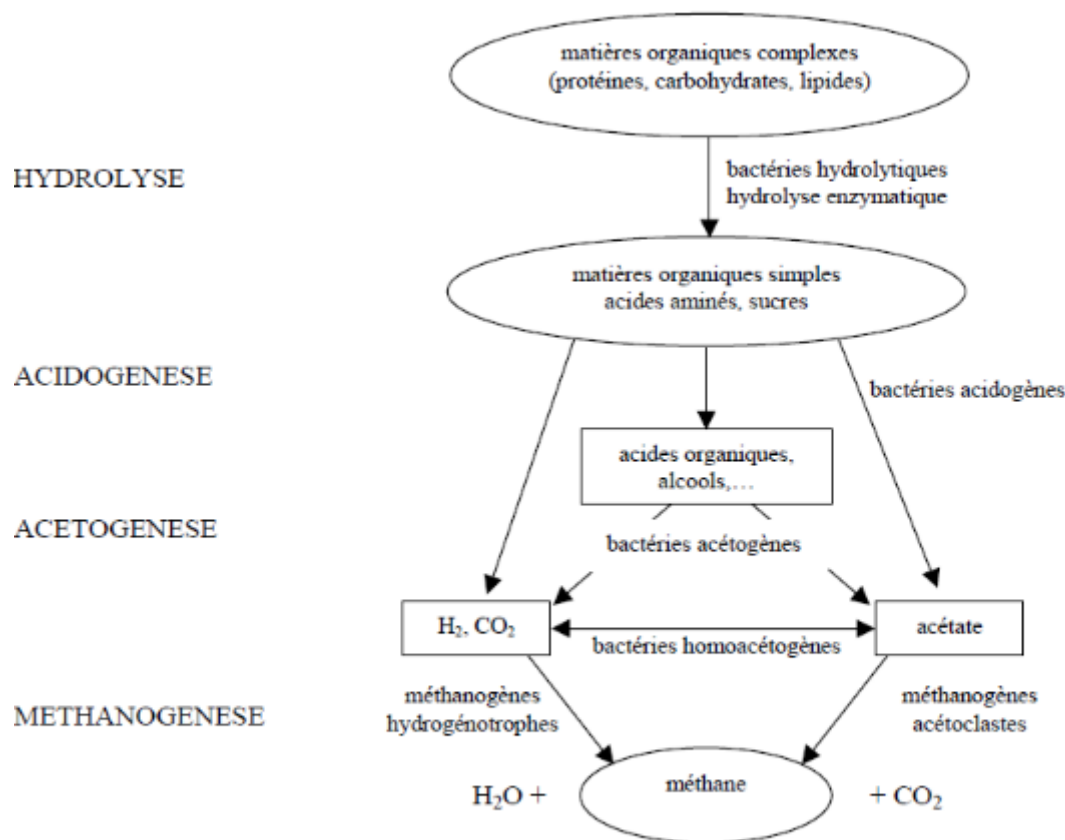 matières organiques complexes
(protéines, carbohydrates, lipides)
HYDROLYSE
bactéries hydrolytiques
hydrolyse enzymatique
matières organiques simples
acides aminés, sucres
ACIDOGENESE
bactéries acidogènes
acides organiques,
alcools,…
ACETOGENESE
bactéries acétogènes
H₂, CO₂
acétate
bactéries homoacétogènes
METHANOGENESE
méthanogènes
hydrogénotrophes
méthanogènes
acétoclastes
H₂O +
méthane
+ CO₂